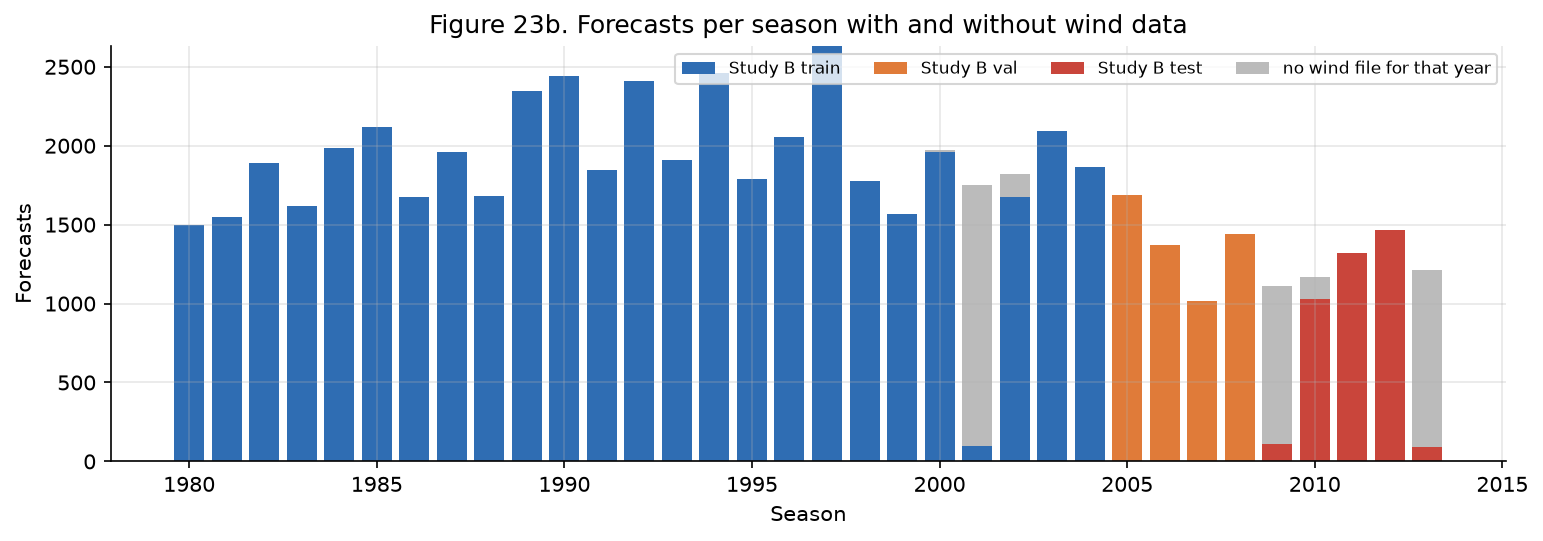 Figure 23b. Forecasts per season with and without wind data
Study B train Study B val Study B test no wind file for that year
Forecasts
2500
2000
1500
1000
500
0
1980 1985 1990 1995 2000 2005 2010 2015
Season